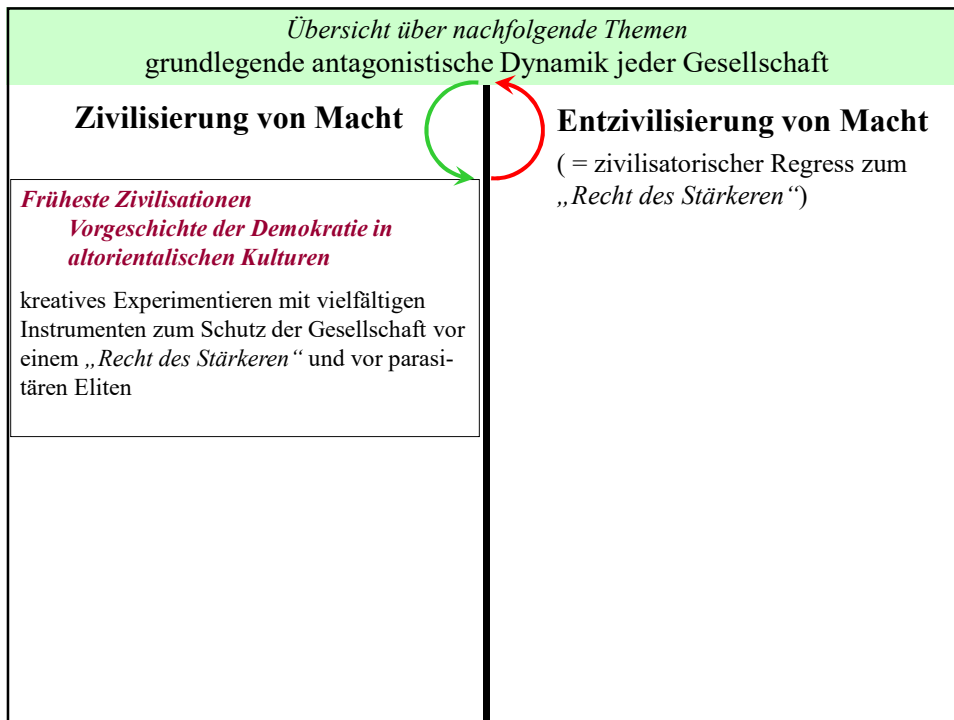 Übersicht über nachfolgende Themen
grundlegende antagonistische Dynamik jeder Gesellschaft
Zivilisierung von Macht
Früheste Zivilisationen
Vorgeschichte der Demokratie in
altorientalischen Kulturen
kreatives Experimentieren mit vielfältigen
Instrumenten zum Schutz der Gesellschaft vor
einem „Recht des Stärkeren“ und vor parasi-
tären Eliten
Entzivilisierung von Macht
( = zivilisatorischer Regress zum
„Recht des Stärkeren“)